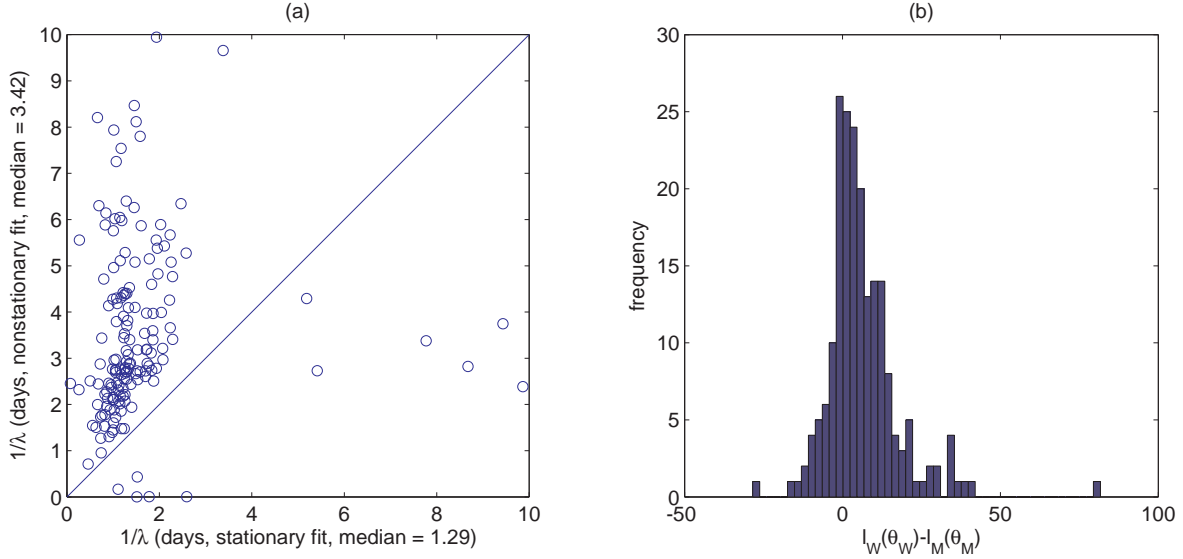 (a)
10
9
8
7
6
5
4
3
2
1
0
1/λ (days, nonstationary fit, median = 3.42)
0 2 4 6 8 10
1/λ (days, stationary fit, median = 1.29)
(b)
30
25
20
15
10
5
0
frequency
-50 0 50 100
l_W(θ_W)-l_M(θ_M)